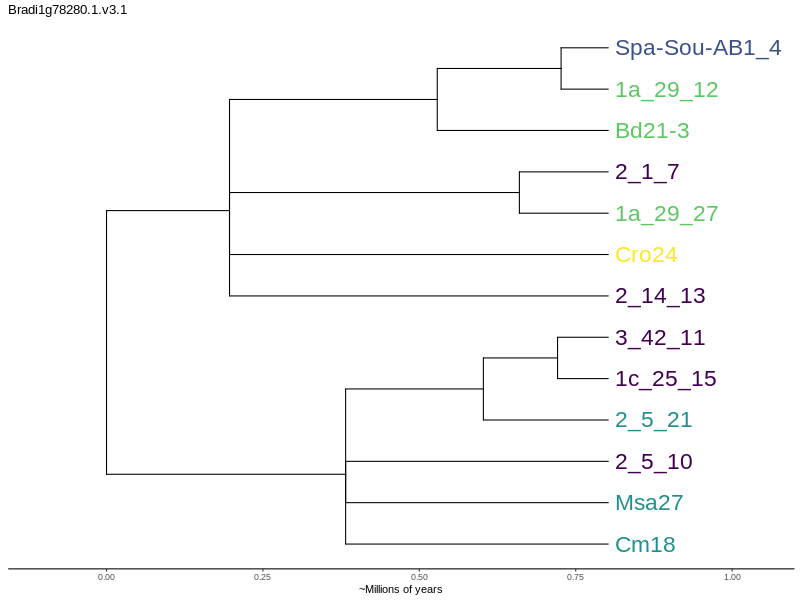 Bradi1g78280.1.v3.1
Spa-Sou-AB1_4
1a_29_12
Bd21-3
2_1_7
1a_29_27
Cro24
2_14_13
3_42_11
1c_25_15
2_5_21
2_5_10
Msa27
Cm18
0.00 0.25 0.50 0.75 1.00
~Millions of years